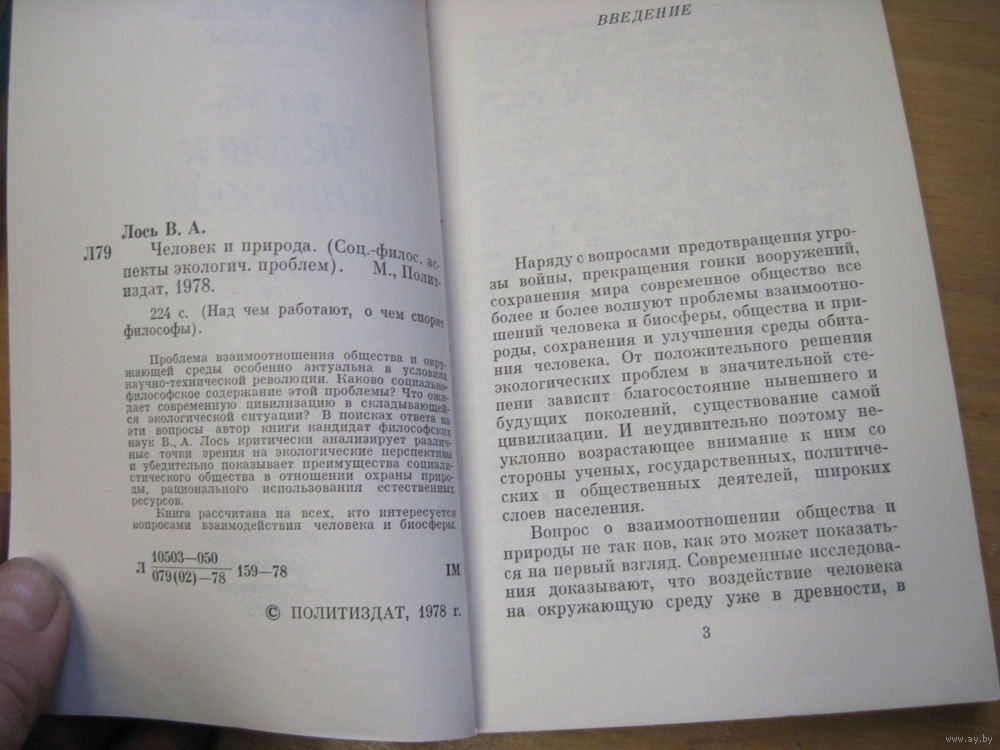 Лось В. А.
Л79 Человек и природа. (Соц.-филос. ас-
пекты экологич. проблем). М., Полит-
издат, 1978.
224 с. (Над чем работают, о чем спорят
философы).
Проблема взаимоотношения общества и окру-
жающей среды особенно актуальна в условиях
научно-технической революции. Каково социально-
философское содержание этой проблемы? Что ожи-
дает современную цивилизацию в складывающей-
ся экологической ситуации? В поисках ответа на
эти вопросы автор книги кандидат философских
наук В. А. Лось критически анализирует различ-
ные точки зрения на экологические перспективы
и убедительно показывает преимущества социали-
стического общества в отношении охраны приро-
ды, рационального использования естественных
ресурсов.
Книга рассчитана на всех, кто интересуется
вопросами взаимодействия человека и биосферы.
10503—050
Л 159—78 1М
079(02)—78
© ПОЛИТИЗДАТ, 1978 г.
ВВЕДЕНИЕ
Наряду с вопросами предотвращения угро-
зы войны, прекращения гонки вооружений,
сохранения мира современное общество все
более и более волнуют проблемы взаимоотно-
шений человека и биосферы, общества и при-
роды, сохранения и улучшения среды обита-
ния человека. От положительного решения
экологических проблем в значительной сте-
пени зависит благосостояние нынешнего и
будущих поколений, существование самой
цивилизации. И неудивительно поэтому не-
уклонно возрастающее внимание к ним со
стороны ученых, государственных, политиче-
ских и общественных деятелей, широких
слоев населения.
Вопрос о взаимоотношении общества и
природы не так нов, как это может показать-
ся на первый взгляд. Современные исследова-
ния доказывают, что воздействие человека
на окружающую среду уже в древности, в
3
www.ay.by